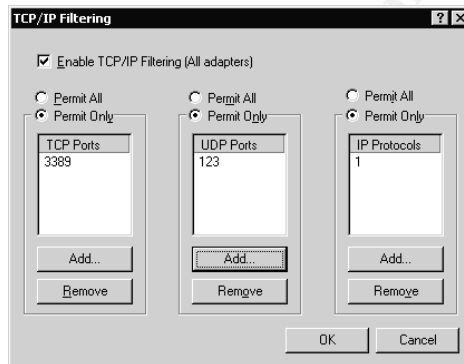 TCP/IP Filtering
Enable TCP/IP Filtering (All adapters)
Permit All Permit All Permit All
Permit Only Permit Only Permit Only
TCP Ports UDP Ports IP Protocols
3389 123 1
Add... Add... Add...
Remove Remove Remove
OK Cancel